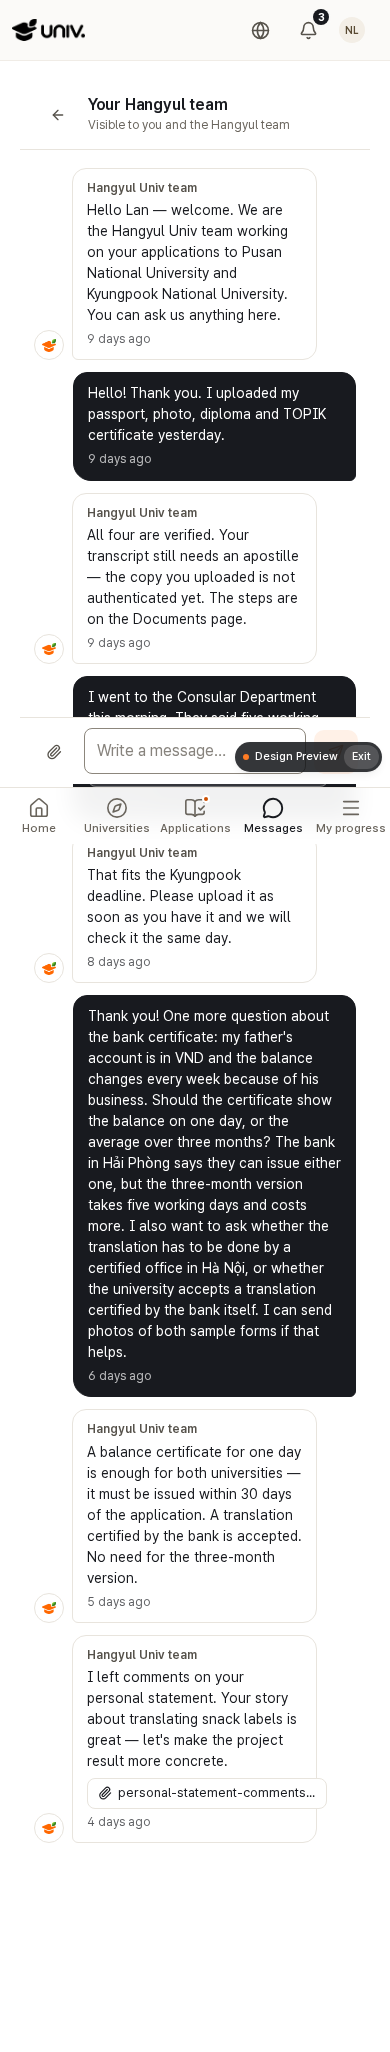 UNIV.
3
NL
Your Hangyul team
Visible to you and the Hangyul team
Hangyul Univ team
Hello Lan — welcome. We are
the Hangyul Univ team working
on your applications to Pusan
National University and
Kyungpook National University.
You can ask us anything here.
9 days ago
Hello! Thank you. I uploaded my
passport, photo, diploma and TOPIK
certificate yesterday.
9 days ago
Hangyul Univ team
All four are verified. Your
transcript still needs an apostille
— the copy you uploaded is not
authenticated yet. The steps are
on the Documents page.
9 days ago
I went to the Consular Department
this morning. They said five working
Write a message...
Design Preview
Exit
Home
Universities
Applications
Messages
My progress
Hangyul Univ team
That fits the Kyungpook
deadline. Please upload it as
soon as you have it and we will
check it the same day.
8 days ago
Thank you! One more question about
the bank certificate: my father's
account is in VND and the balance
changes every week because of his
business. Should the certificate show
the balance on one day, or the
average over three months? The bank
in Hải Phòng says they can issue either
one, but the three-month version
takes five working days and costs
more. I also want to ask whether the
translation has to be done by a
certified office in Hà Nội, or whether
the university accepts a translation
certified by the bank itself. I can send
photos of both sample forms if that
helps.
6 days ago
Hangyul Univ team
A balance certificate for one day
is enough for both universities —
it must be issued within 30 days
of the application. A translation
certified by the bank is accepted.
No need for the three-month
version.
5 days ago
Hangyul Univ team
I left comments on your
personal statement. Your story
about translating snack labels is
great — let's make the project
result more concrete.
personal-statement-comments...
4 days ago